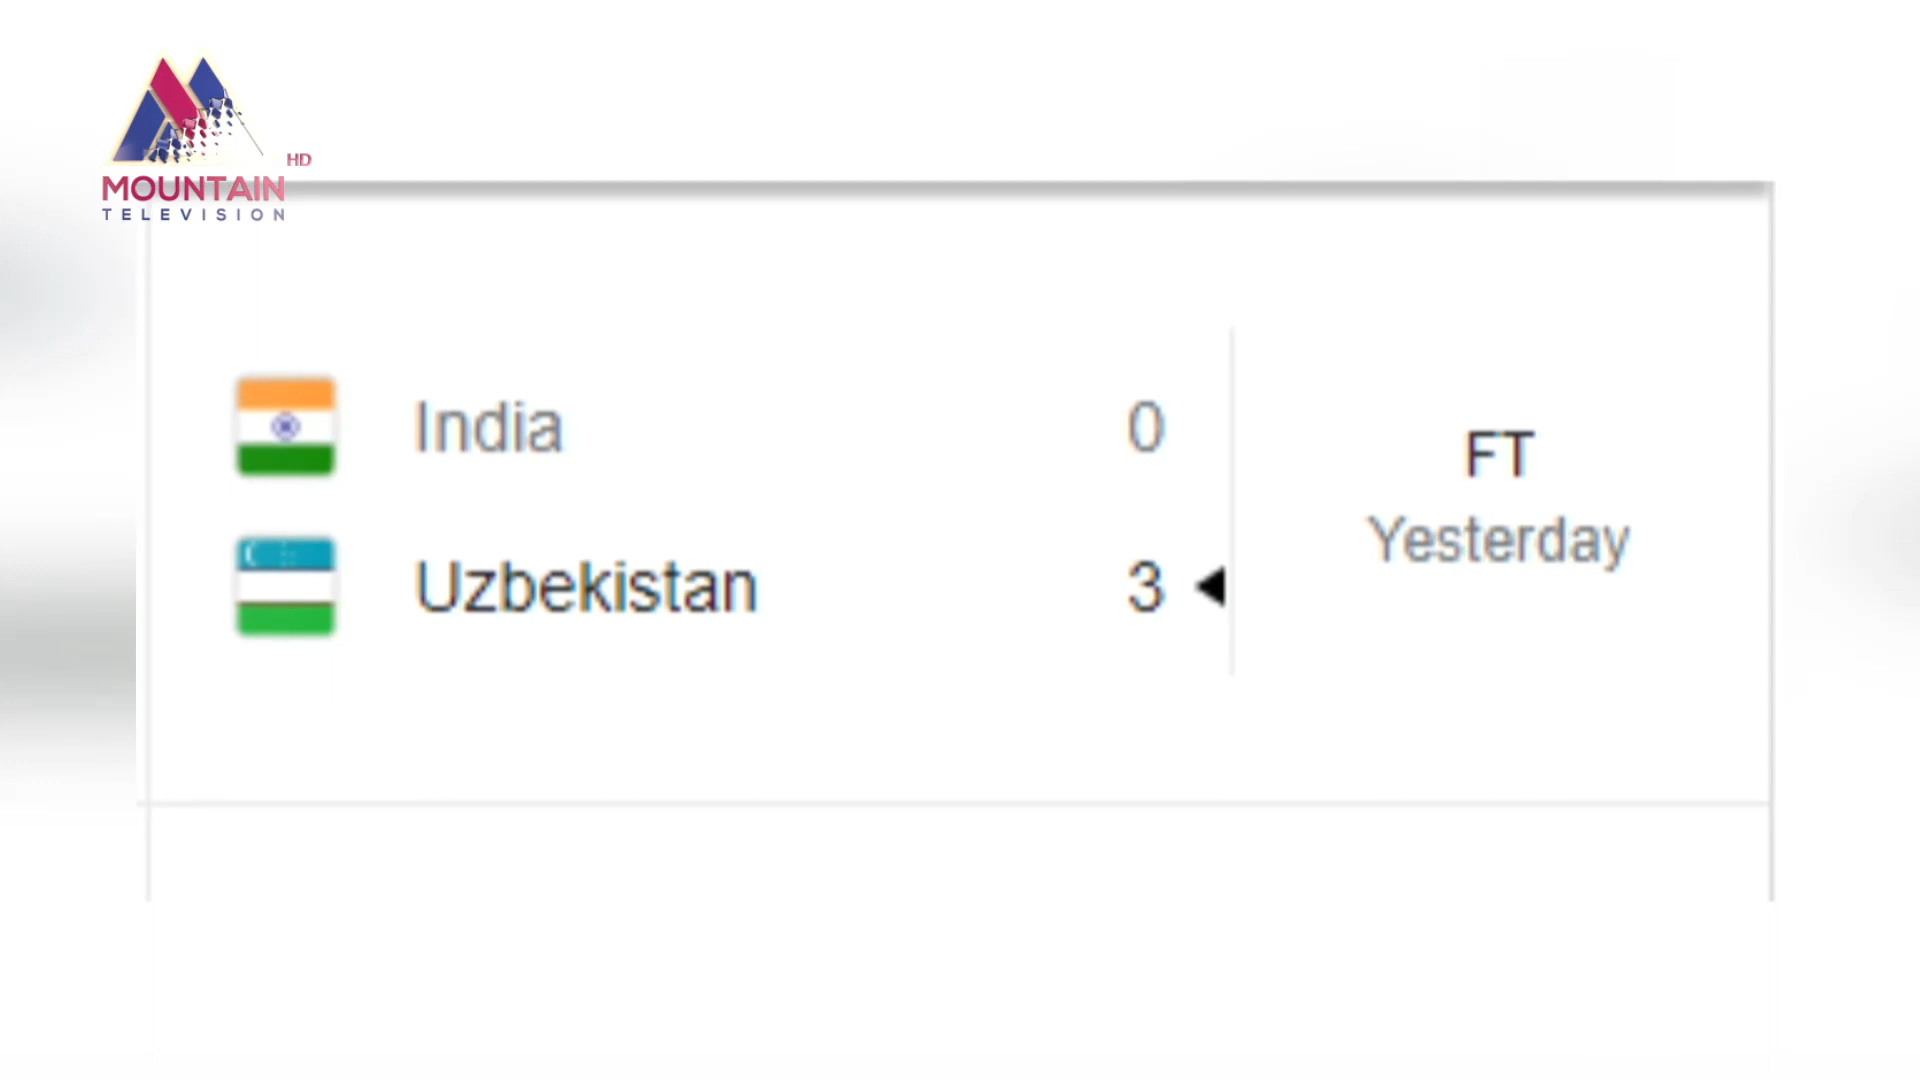 HD
MOUNTAIN
TELEVISION
India 0
Uzbekistan 3
FT
Yesterday